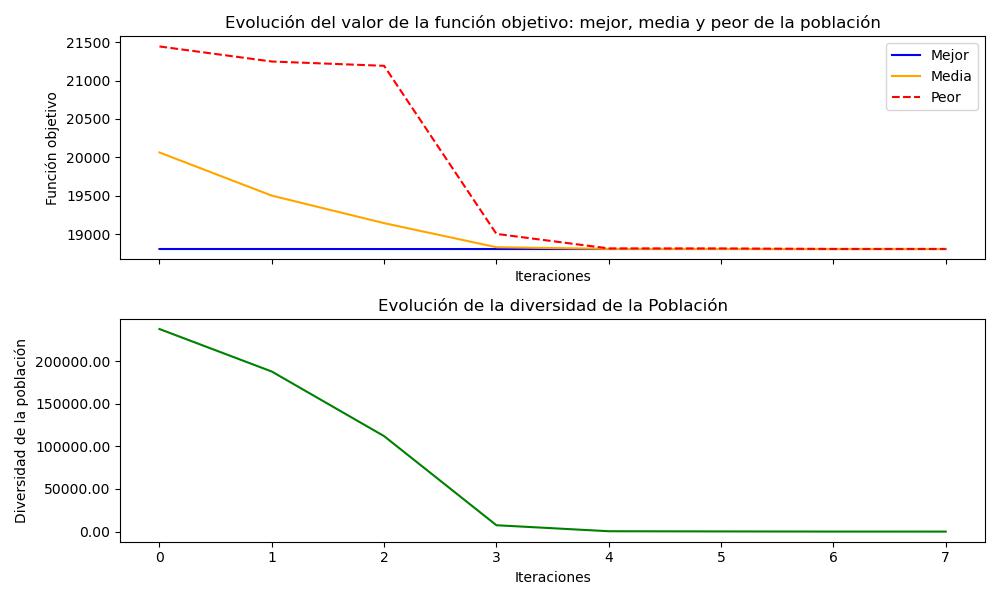 Evolución del valor de la función objetivo: mejor, media y peor de la población
21500
21000
20500
20000
19500
19000
Función objetivo
Mejor
Media
Peor
Iteraciones
Evolución de la diversidad de la Población
200000.00
150000.00
100000.00
50000.00
0.00
Diversidad de la población
0 1 2 3 4 5 6 7
Iteraciones